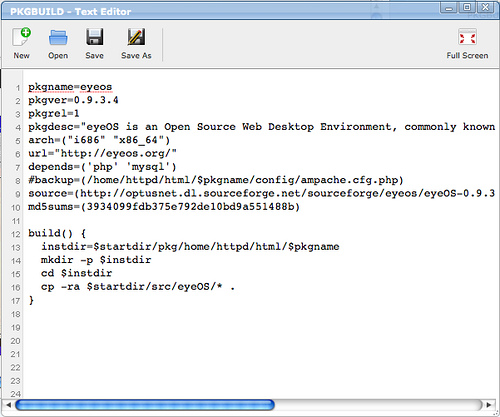 PKGBUILD - Text Editor
New Open Save Save As Full Screen
1 pkgname=eyeos
2 pkgver=0.9.3.4
3 pkgrel=1
4 pkgdesc="eyeOS is an Open Source Web Desktop Environment, commonly known
5 arch=("i686" "x86_64")
6 url="http://eyeos.org/"
7 depends=('php' 'mysql')
8 #backup=(/home/httpd/html/$pkgname/config/ampache.cfg.php)
9 source=(http://optusnet.dl.sourceforge.net/sourceforge/eyeos/eyeOS-0.9.3
10 md5sums=(3934099fdb375e792de10bd9a551488b)
11
12 build() {
13 instdir=$startdir/pkg/home/httpd/html/$pkgname
14 mkdir -p $instdir
15 cd $instdir
16 cp -ra $startdir/src/eyeOS/* .
17 }
18
19
20
21
22
23
24